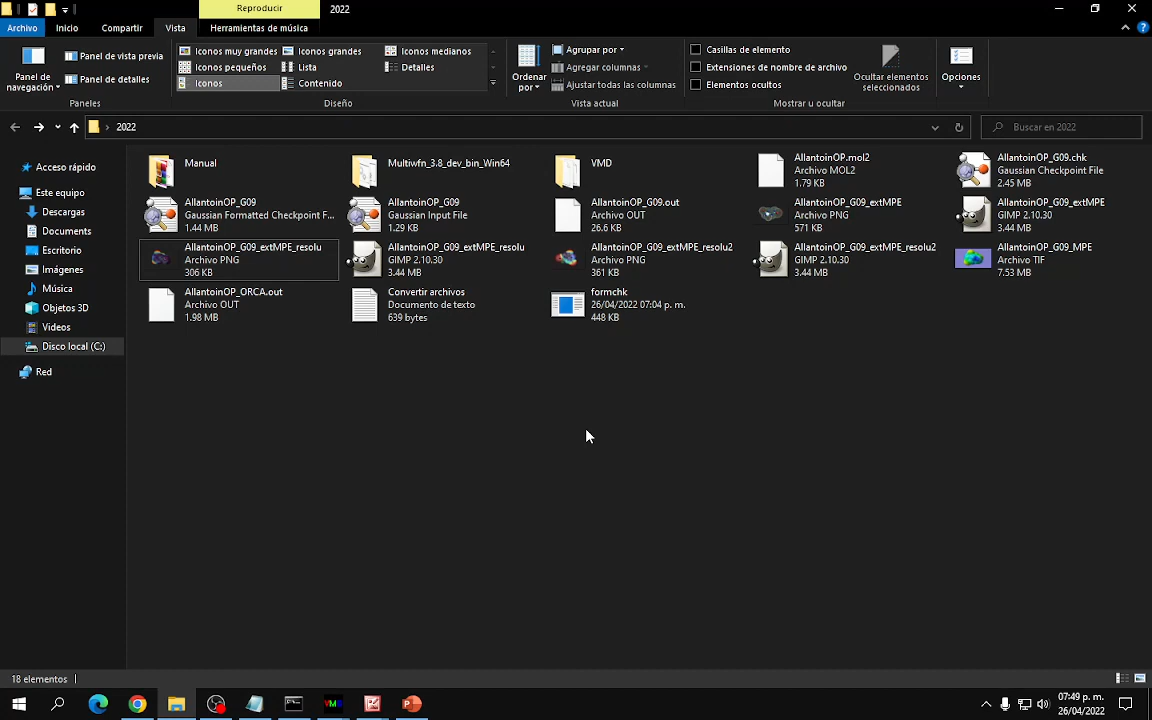 Reproducir
2022
Archivo
Inicio
Compartir
Vista
Herramientas de música
Panel de navegación
Panel de vista previa
Panel de detalles
Paneles
Iconos muy grandes
Iconos grandes
Iconos medianos
Iconos pequeños
Lista
Detalles
Iconos
Contenido
Diseño
Ordenar por
Agrupar por
Agregar columnas
Ajustar todas las columnas
Vista actual
Casillas de elemento
Extensiones de nombre de archivo
Elementos ocultos
Ocultar elementos seleccionados
Mostrar u ocultar
Opciones
2022
Buscar en 2022
Acceso rápido
Este equipo
Descargas
Documents
Escritorio
Imágenes
Música
Objetos 3D
Videos
Disco local (C:)
Red
Manual
Multiwfn_3.8_dev_bin_Win64
VMD
AllantoinOP.mol2
Archivo MOL2
1.79 KB
AllantoinOP_G09.chk
Gaussian Checkpoint File
2.45 MB
AllantoinOP_G09
Gaussian Formatted Checkpoint F...
1.44 MB
AllantoinOP_G09
Gaussian Input File
1.29 KB
AllantoinOP_G09.out
Archivo OUT
26.6 KB
AllantoinOP_G09_extMPE
Archivo PNG
571 KB
AllantoinOP_G09_extMPE
GIMP 2.10.30
3.44 MB
AllantoinOP_G09_extMPE_resolu
Archivo PNG
306 KB
AllantoinOP_G09_extMPE_resolu
GIMP 2.10.30
3.44 MB
AllantoinOP_G09_extMPE_resolu2
Archivo PNG
361 KB
AllantoinOP_G09_extMPE_resolu2
GIMP 2.10.30
3.44 MB
AllantoinOP_G09_MPE
Archivo TIF
7.53 MB
AllantoinOP_ORCA.out
Archivo OUT
1.98 MB
Convertir archivos
Documento de texto
639 bytes
formchk
26/04/2022 07:04 p. m.
448 KB
18 elementos
07:49 p. m.
26/04/2022